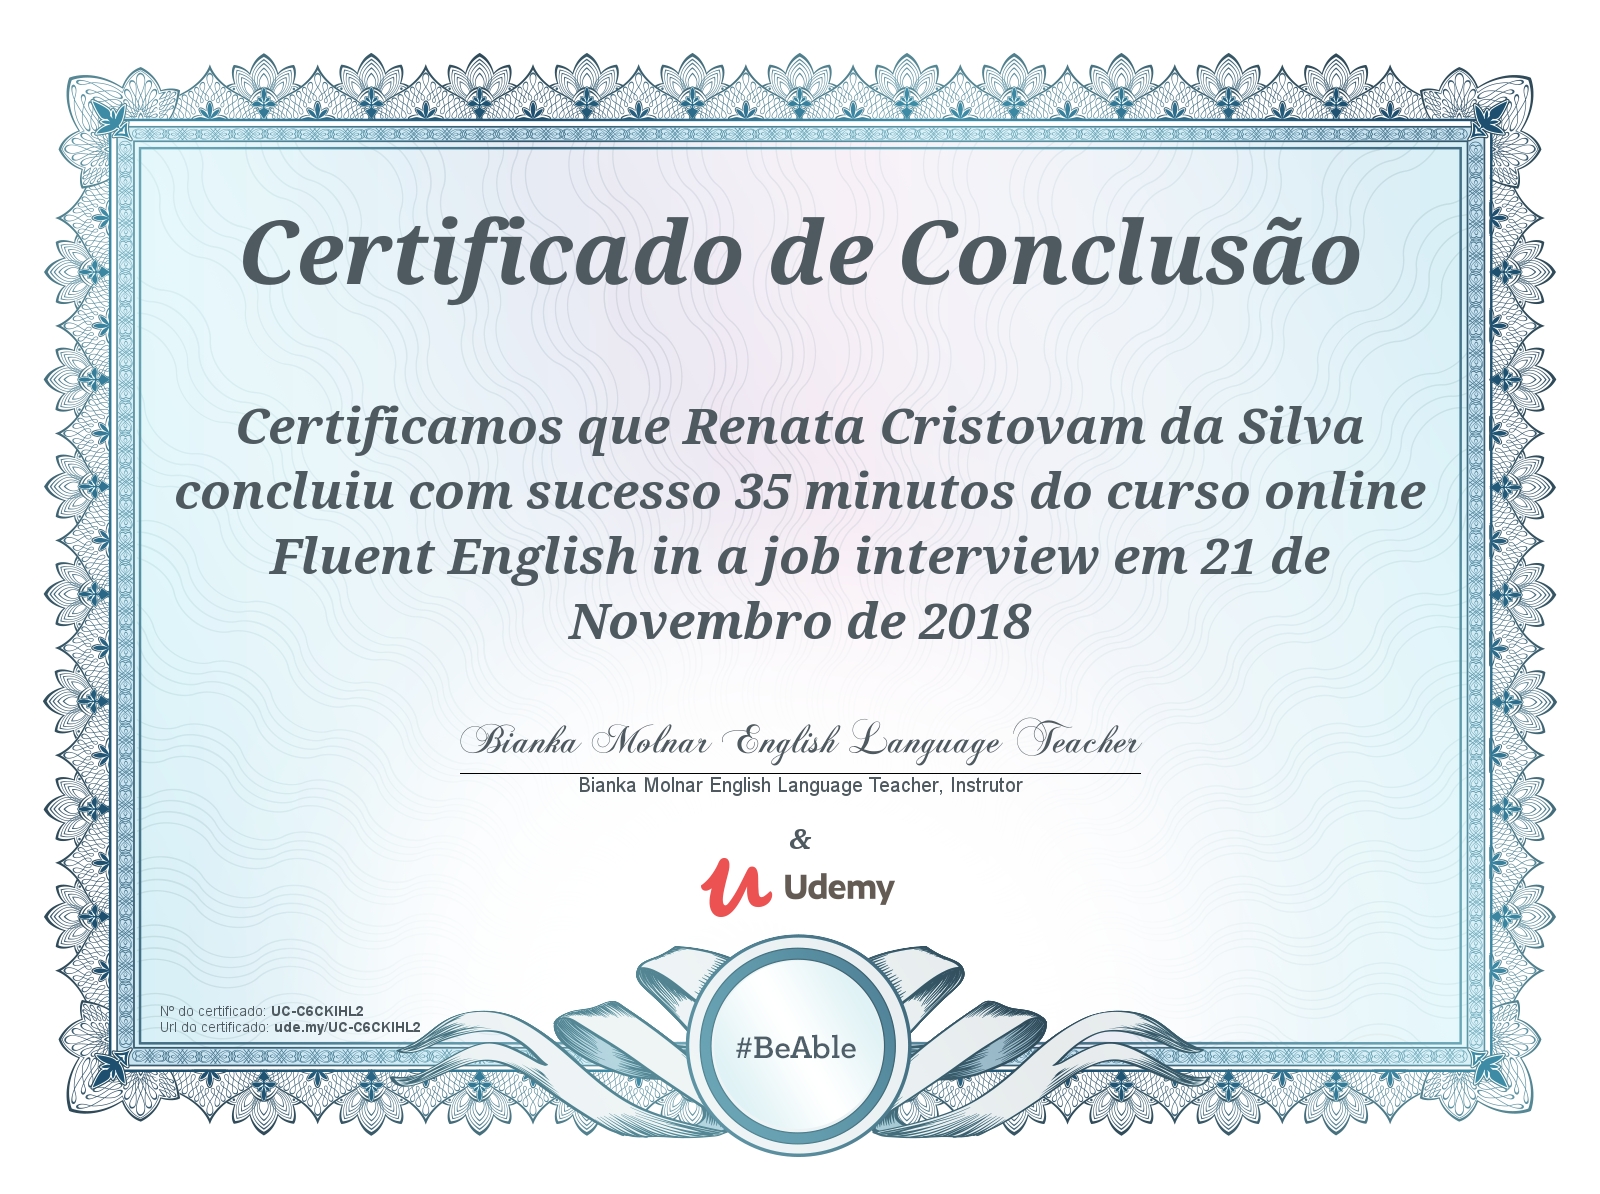 Certificado de Conclusão
Certificamos que Renata Cristovam da Silva
concluiu com sucesso 35 minutos do curso online
Fluent English in a job interview em 21 de
Novembro de 2018
Bianka Molnar English Language Teacher
Bianka Molnar English Language Teacher, Instrutor
&
Udemy
Nº do certificado: UC-C6CKIHL2
Url do certificado: ude.my/UC-C6CKIHL2
#BeAble